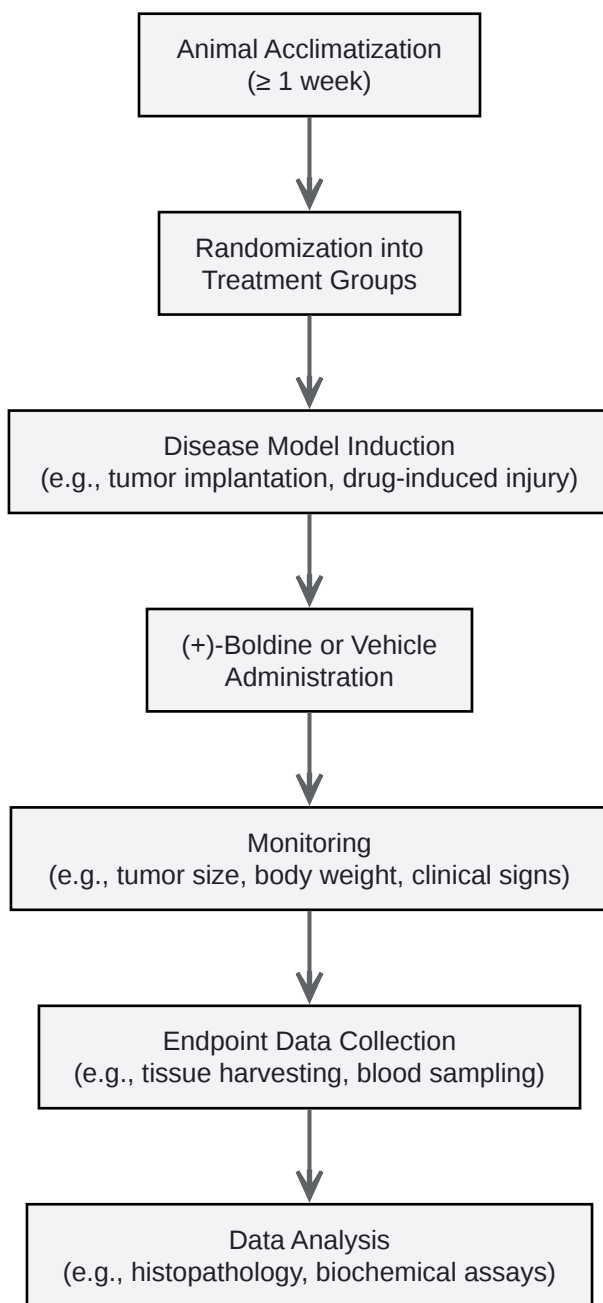 Animal Acclimatization
(≥ 1 week)
Randomization into
Treatment Groups
Disease Model Induction
(e.g., tumor implantation, drug-induced injury)
(+)-Boldine or Vehicle
Administration
Monitoring
(e.g., tumor size, body weight, clinical signs)
Endpoint Data Collection
(e.g., tissue harvesting, blood sampling)
Data Analysis
(e.g., histopathology, biochemical assays)